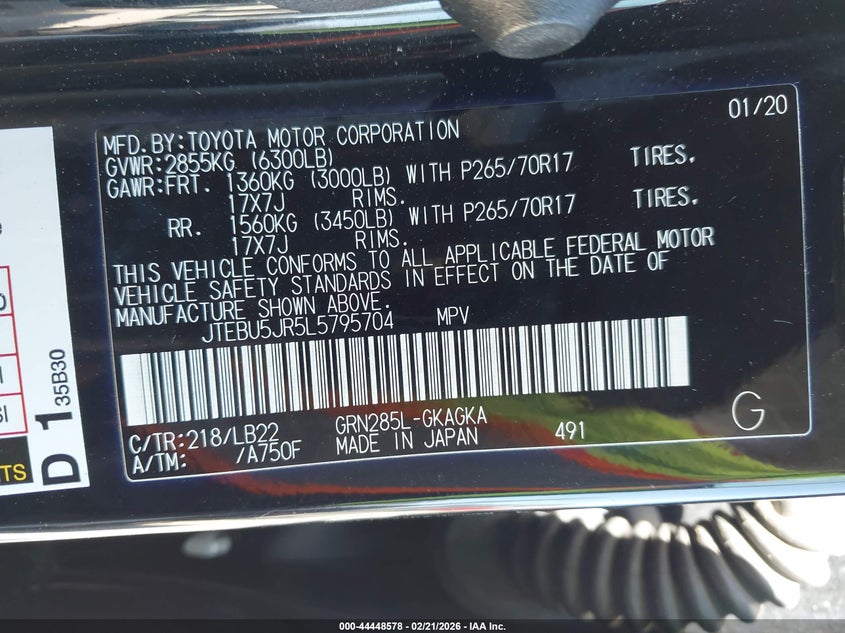 01/20
MFD.BY:TOYOTA MOTOR CORPORATION
GVWR:2855KG (6300LB)
GAWR:FRT. 1360KG (3000LB) WITH P265/70R17 TIRES.
17X7J RIMS.
RR. 1560KG (3450LB) WITH P265/70R17 TIRES.
17X7J RIMS.
THIS VEHICLE CONFORMS TO ALL APPLICABLE FEDERAL MOTOR
VEHICLE SAFETY STANDARDS IN EFFECT ON THE DATE OF
MANUFACTURE SHOWN ABOVE.
JTEBU5JR5L5795704 MPV
C/TR:218/LB22 GRN285L-GKAGKA
A/TM: /A750F MADE IN JAPAN 491
G
D 1 35B30
TS
000-44448578 - 02/21/2026 - IAA Inc.